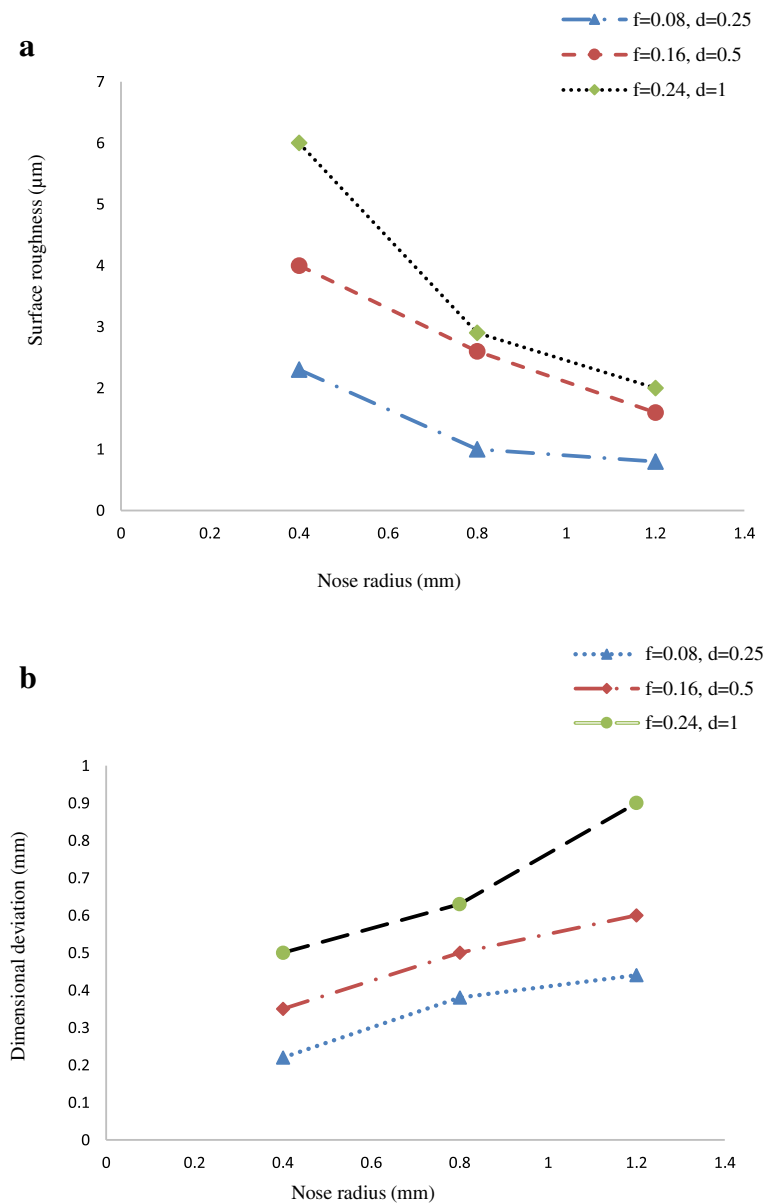 a
f=0.08, d=0.25
f=0.16, d=0.5
f=0.24, d=1
7
6
5
4
3
2
1
0
Surface roughness (µm)
0 0.2 0.4 0.6 0.8 1 1.2 1.4
Nose radius (mm)
b
f=0.08, d=0.25
f=0.16, d=0.5
f=0.24, d=1
1
0.9
0.8
0.7
0.6
0.5
0.4
0.3
0.2
0.1
0
Dimensional deviation (mm)
0 0.2 0.4 0.6 0.8 1 1.2 1.4
Nose radius (mm)